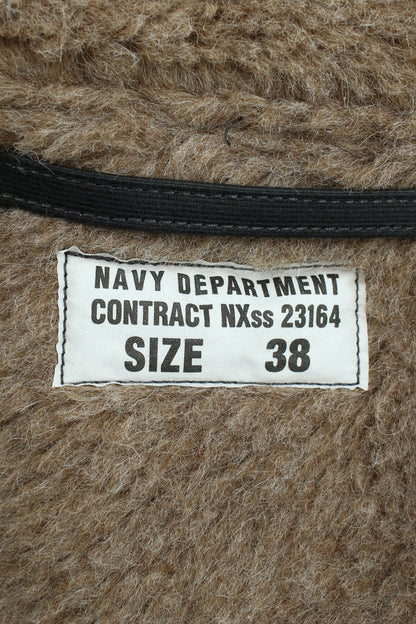 NAVY DEPARTMENT
CONTRACT NXss 23164
SIZE 38